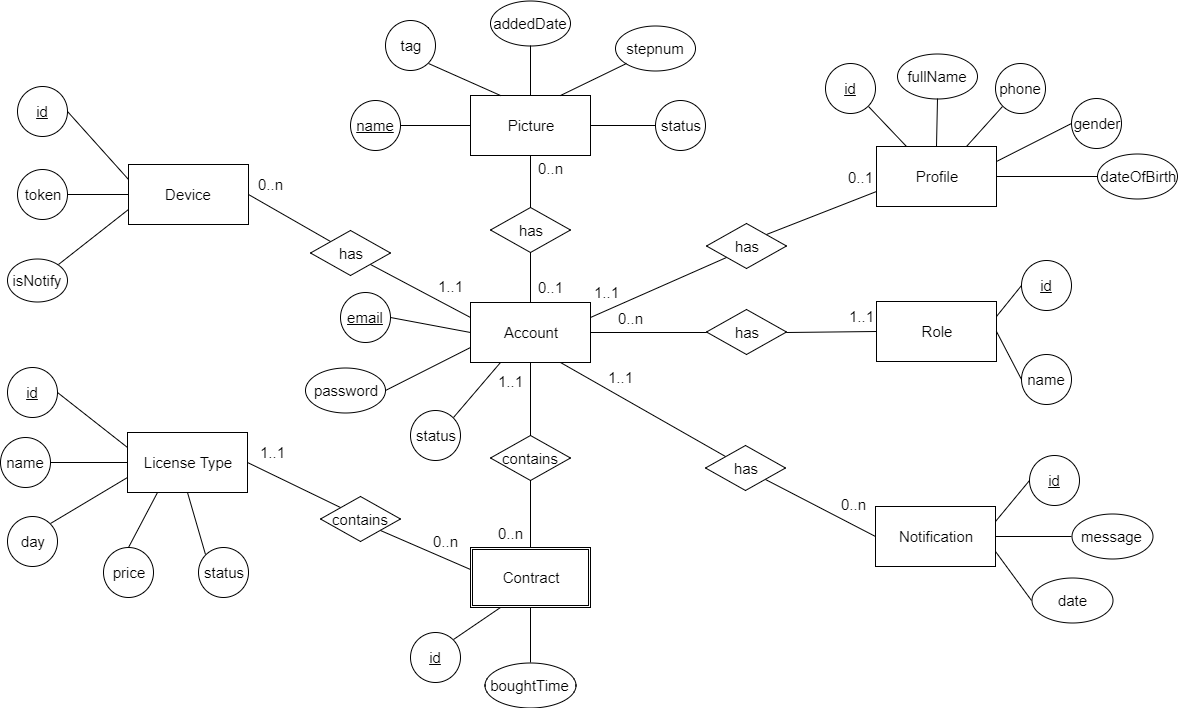 addedDate
tag
stepnum
fullName
id
phone
id
name
Picture
status
gender
0..n
0..1
Profile
dateOfBirth
token
Device
0..n
has
has
has
isNotify
1..1
0..1
1..1
id
email
0..n
has
1..1
Account
Role
password
1..1
1..1
name
id
status
name
License Type
1..1
contains
has
id
day
contains
0..n
0..n
0..n
Notification
message
price
status
Contract
date
id
boughtTime